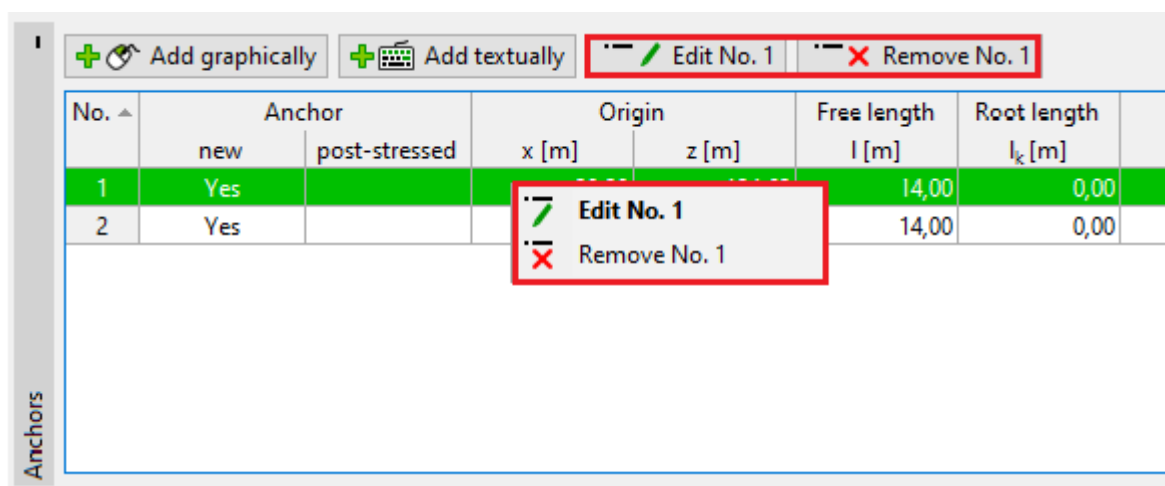 Add graphically Add textually Edit No. 1 Remove No. 1
No. Anchor Origin Free length Root length
new post-stressed x [m] z [m] l [m] lk [m]
1 Yes 14,00 0,00
2 Yes 14,00 0,00
Edit No. 1
Remove No. 1
Anchors